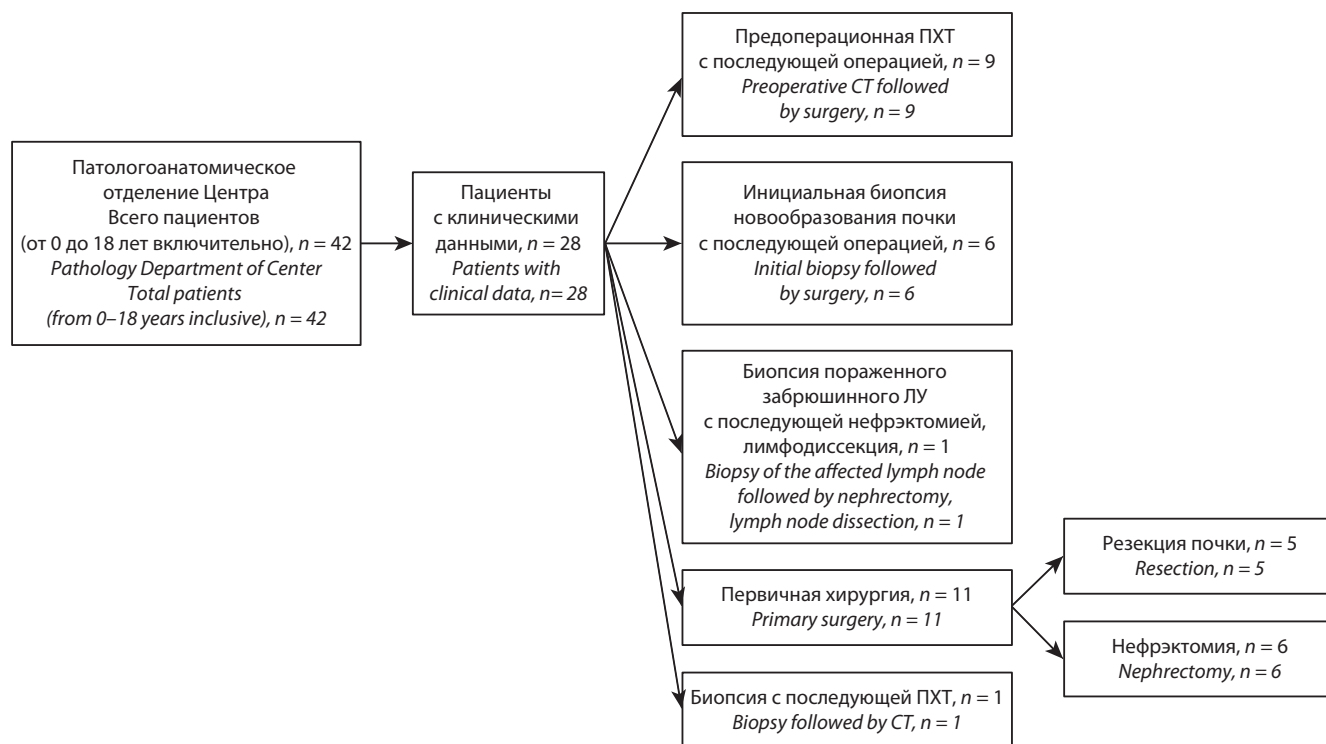 Патологоанатомическое
отделение Центра
Всего пациентов
(от 0 до 18 лет включительно), n = 42
Pathology Department of Center
Total patients
(from 0–18 years inclusive), n = 42
Пациенты
с клиническими
данными, n = 28
Patients with
clinical data, n= 28
Предоперационная ПХТ
с последующей операцией, n = 9
Preoperative CT followed
by surgery, n = 9
Инициальная биопсия
новообразования почки
с последующей операцией, n = 6
Initial biopsy followed
by surgery, n = 6
Биопсия пораженного
забрюшинного ЛУ
с последующей нефрэктомией,
лимфодиссекция, n = 1
Biopsy of the affected lymph node
followed by nephrectomy,
lymph node dissection, n = 1
Первичная хирургия, n = 11
Primary surgery, n = 11
Резекция почки, n = 5
Resection, n = 5
Нефрэктомия, n = 6
Nephrectomy, n = 6
Биопсия с последующей ПХТ, n = 1
Biopsy followed by CT, n = 1